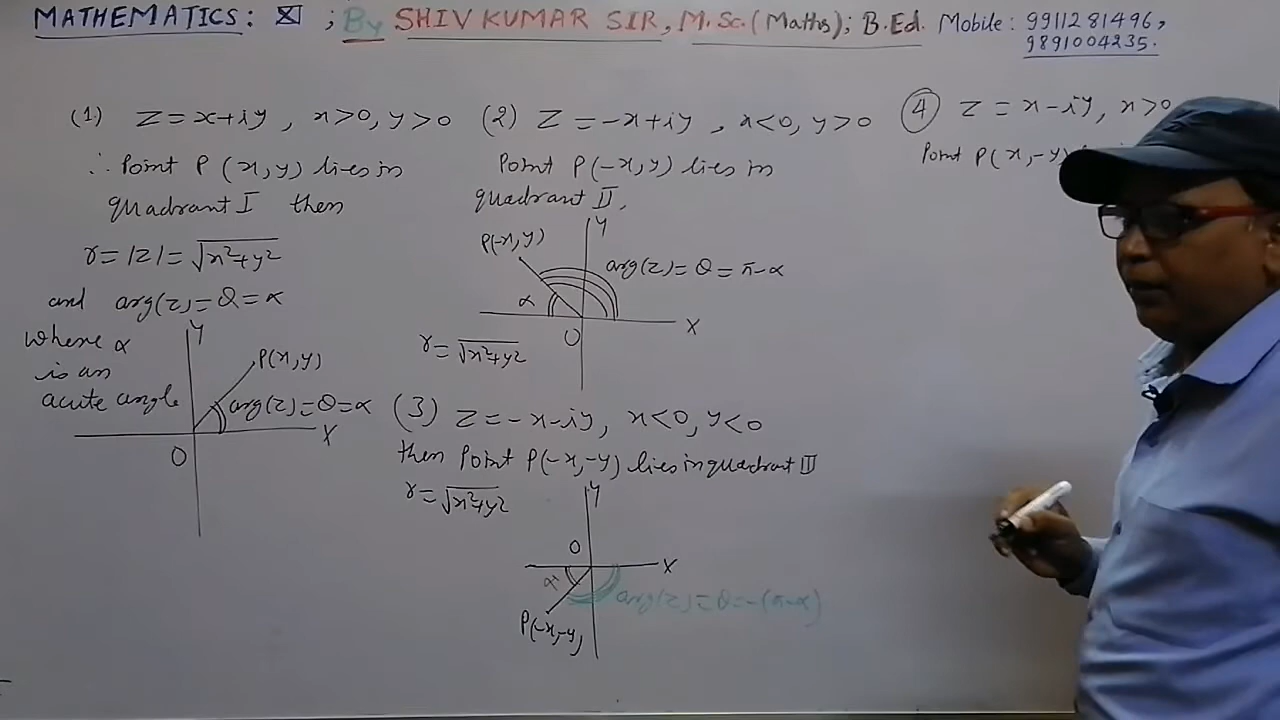 MATHEMATICS: XI ; By SHIV KUMAR SIR, M.Sc.(Maths); B.Ed. Mobile: 9911281496,
9891004235.
(1) Z = x+iy, x>0, y>0
∴ Point P (x,y) lies in
quadrant I then
r = |z| = √x²+y²
and arg(z) = θ = α
where α
is an
acute angle
Y
P(x,y)
arg(z) = θ = α
X
O
(2) Z = -x+iy, x<0, y>0
Point P(-x,y) lies in
quadrant II,
Y
P(-x,y)
arg(z) = θ = π-α
α
X
O
r = √x²+y²
(3) Z = -x-iy, x<0, y<0
then Point P(-x,-y) lies in quadrant III
r = √x²+y²
Y
O
X
α
arg(z) = θ = -(π-α)
P(-x,-y,
(4) Z = x-iy, x>0
Point P(x,-y)